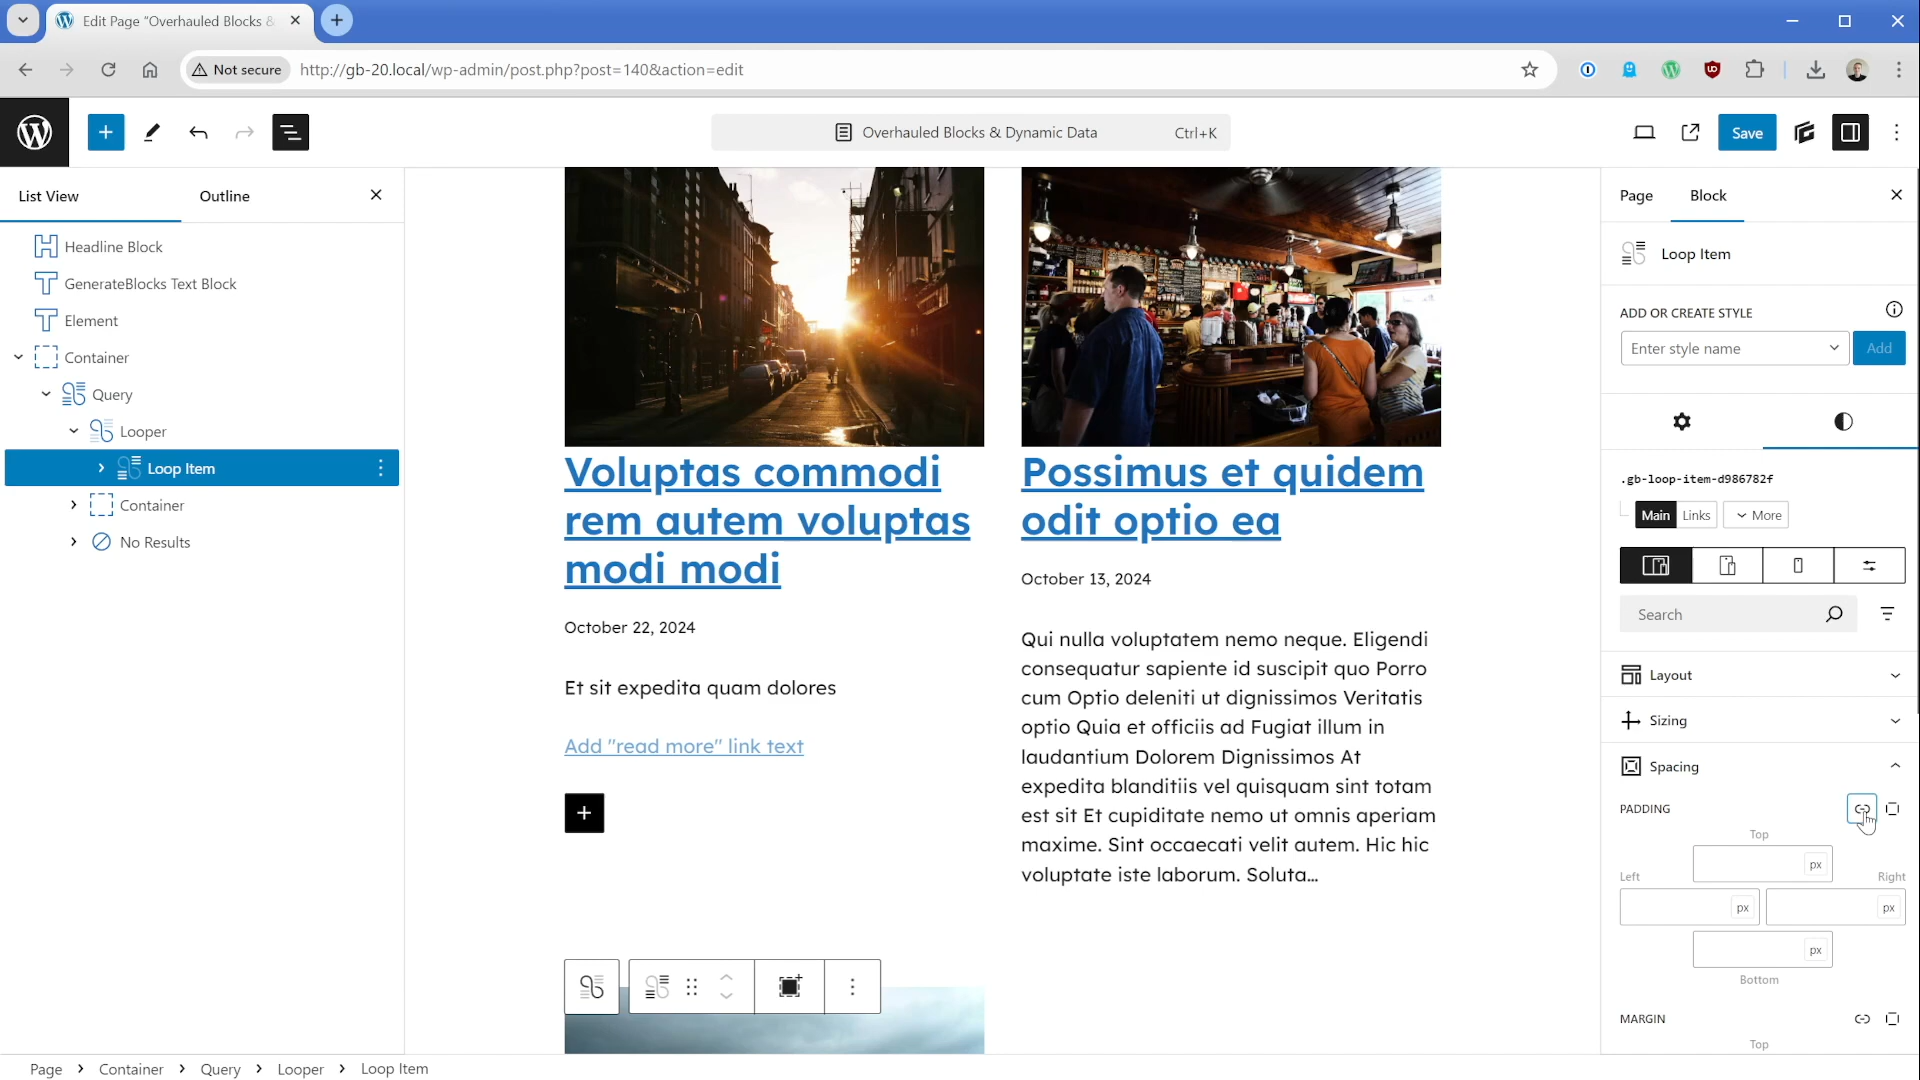 Edit Page “Overhauled Blocks &
Not secure
http://gb-20.local/wp-admin/post.php?post=140&action=edit
Overhauled Blocks & Dynamic Data
Ctrl+K
Save
List View
Outline
Headline Block
GenerateBlocks Text Block
Element
Container
Query
Looper
Loop Item
Container
No Results
Voluptas commodi
rem autem voluptas
modi modi
October 22, 2024
Et sit expedita quam dolores
Add "read more" link text
Possimus et quidem
odit optio ea
October 13, 2024
Qui nulla voluptatem nemo neque. Eligendi
consequatur sapiente id suscipit quo Porro
cum Optio deleniti ut dignissimos Veritatis
optio Quia et officiis ad Fugiat illum in
laudantium Dolorem Dignissimos At
expedita blanditiis vel quisquam sint totam
est sit Et cupiditate nemo ut omnis aperiam
maxime. Sint occaecati velit autem. Hic hic
voluptate iste laborum. Soluta...
Page
Block
Loop Item
ADD OR CREATE STYLE
Enter style name
Add
.gb-loop-item-d986782f
Main
Links
More
Search
Layout
Sizing
Spacing
PADDING
Top
px
Left
Right
px
px
px
Bottom
MARGIN
Top
Page
Container
Query
Looper
Loop Item